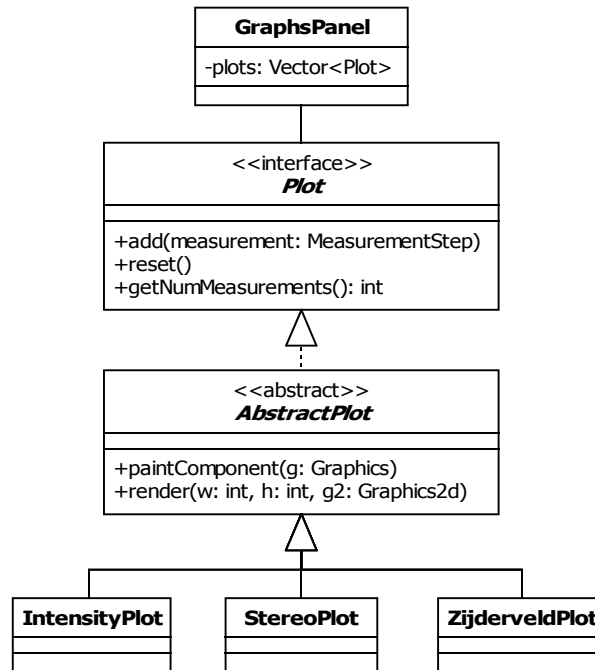 GraphsPanel
-plots: Vector<Plot>
<<interface>>
Plot
+add(measurement: MeasurementStep)
+reset()
+getNumMeasurements(): int
<<abstract>>
AbstractPlot
+paintComponent(g: Graphics)
+render(w: int, h: int, g2: Graphics2d)
IntensityPlot
StereoPlot
ZijderveldPlot